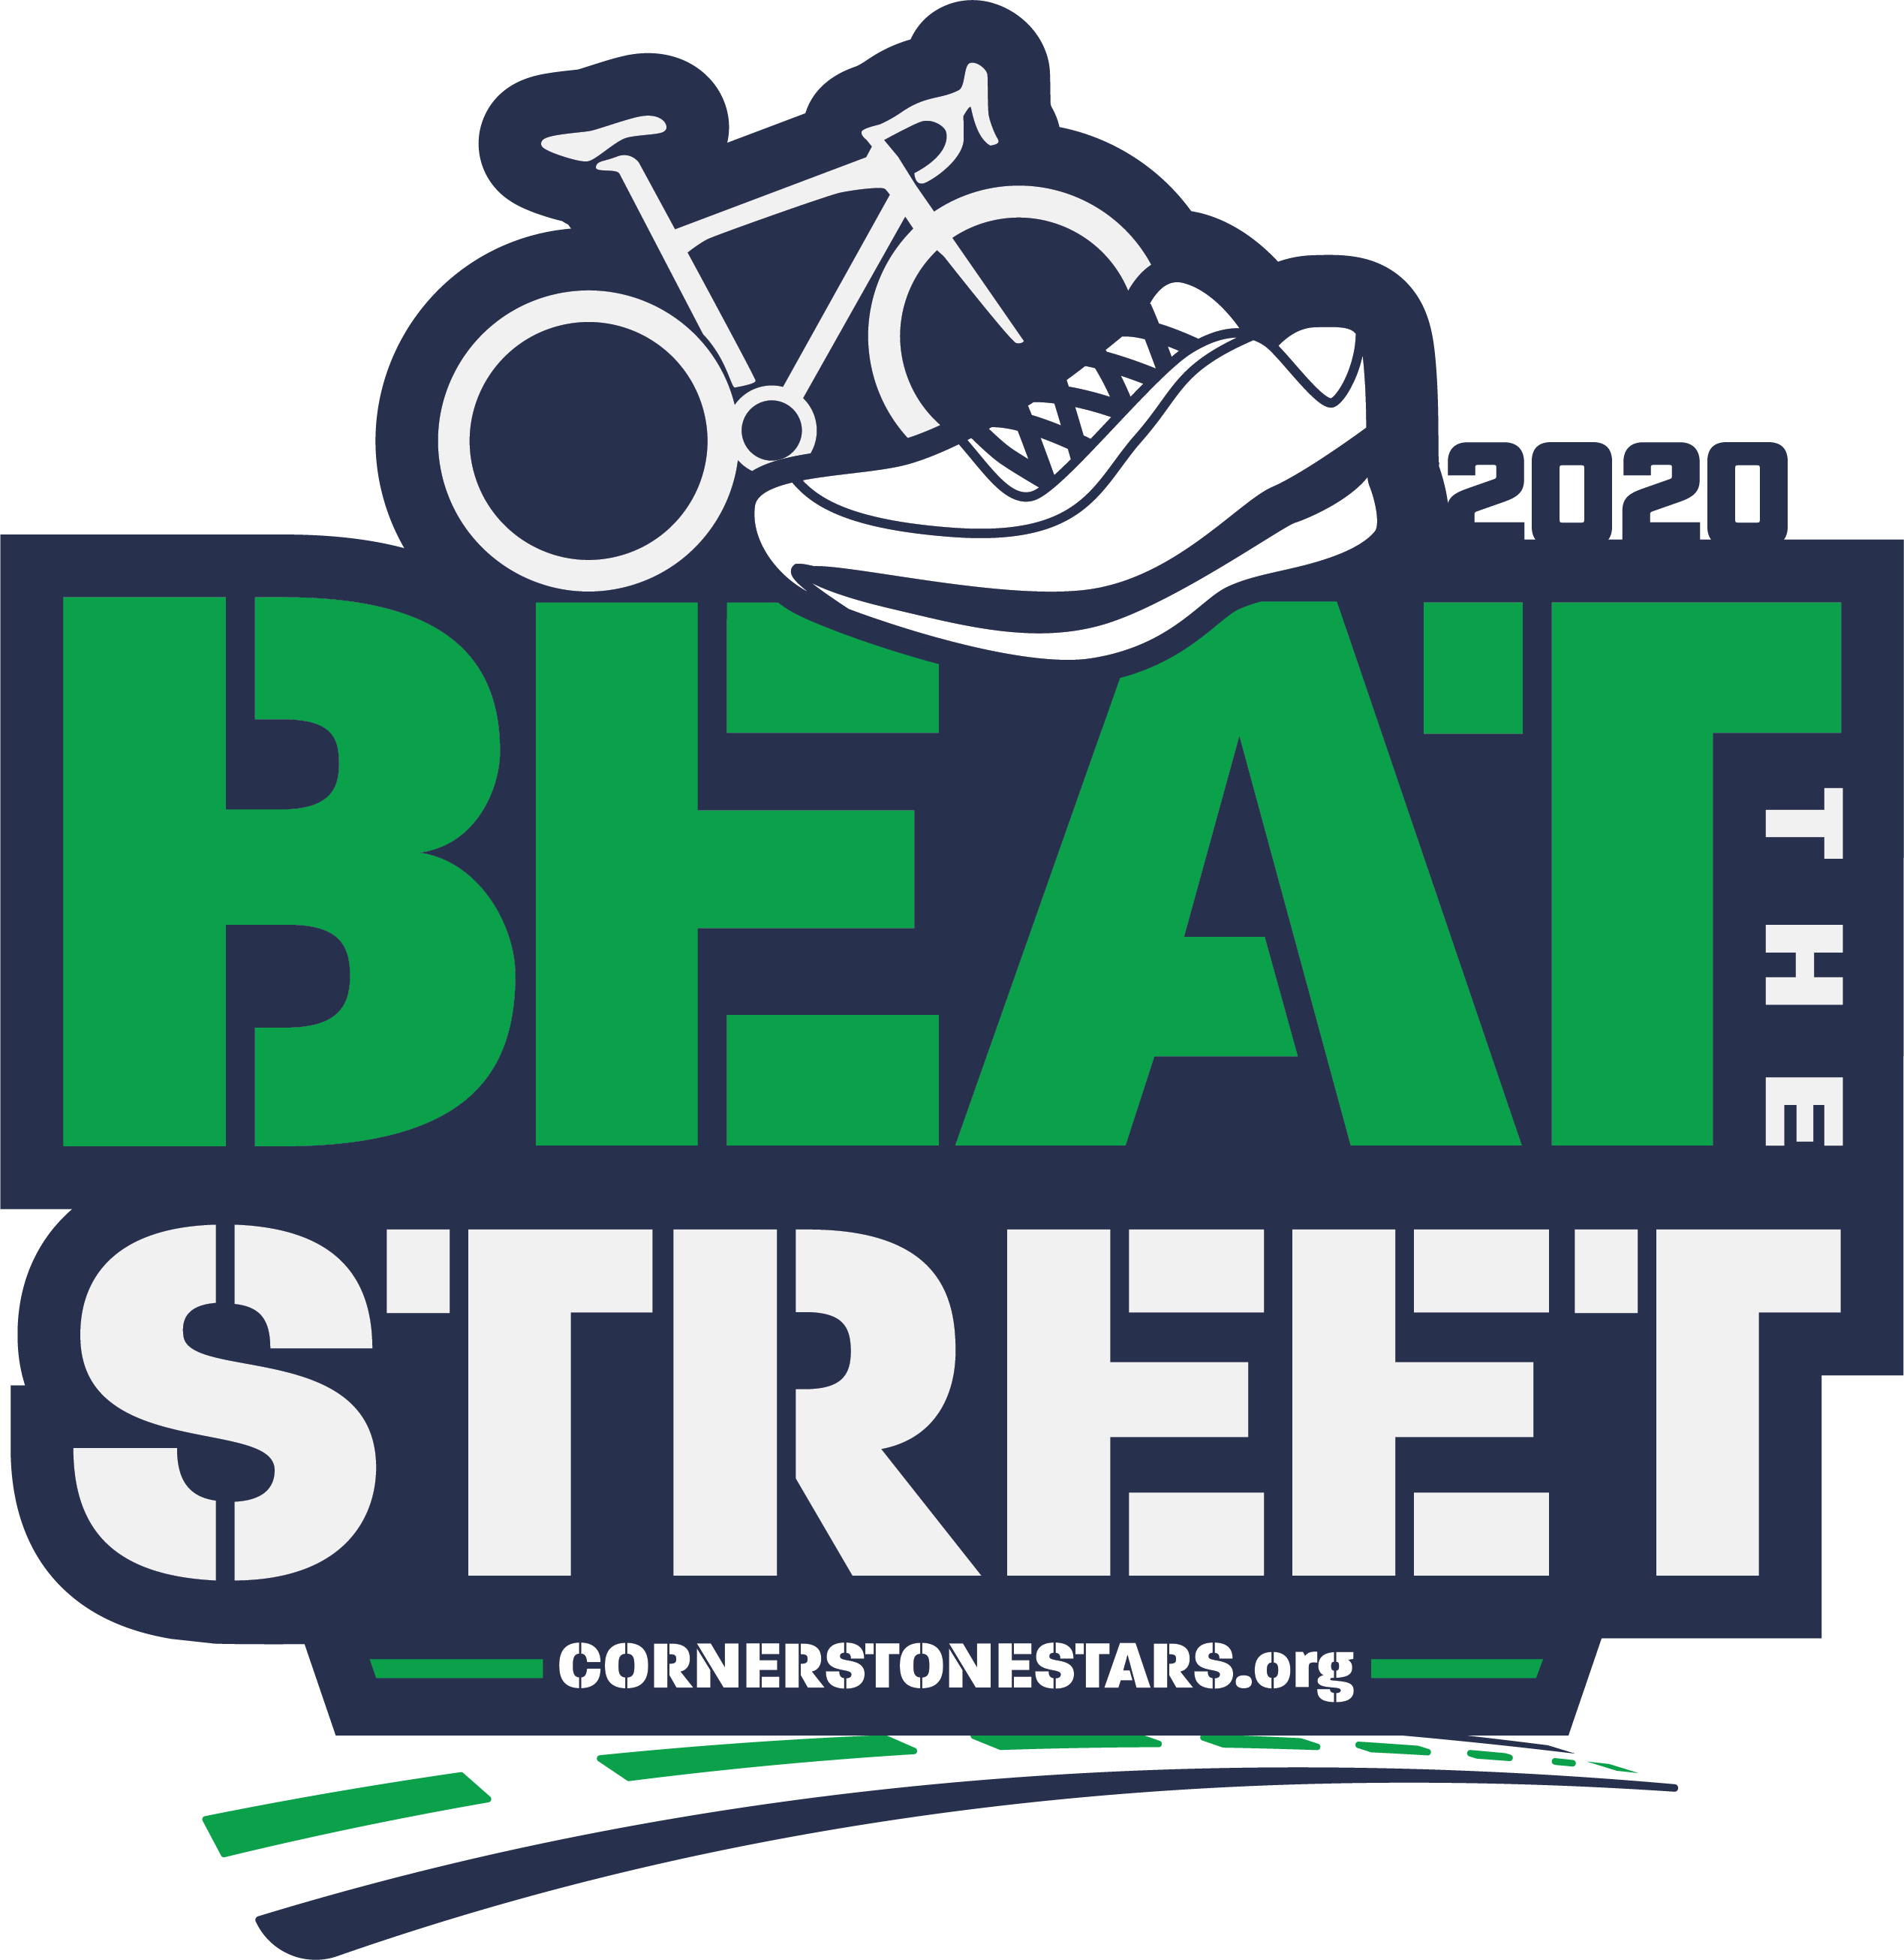 2020
BEAT
THE
STREET
CORNERSTONESTARS.org